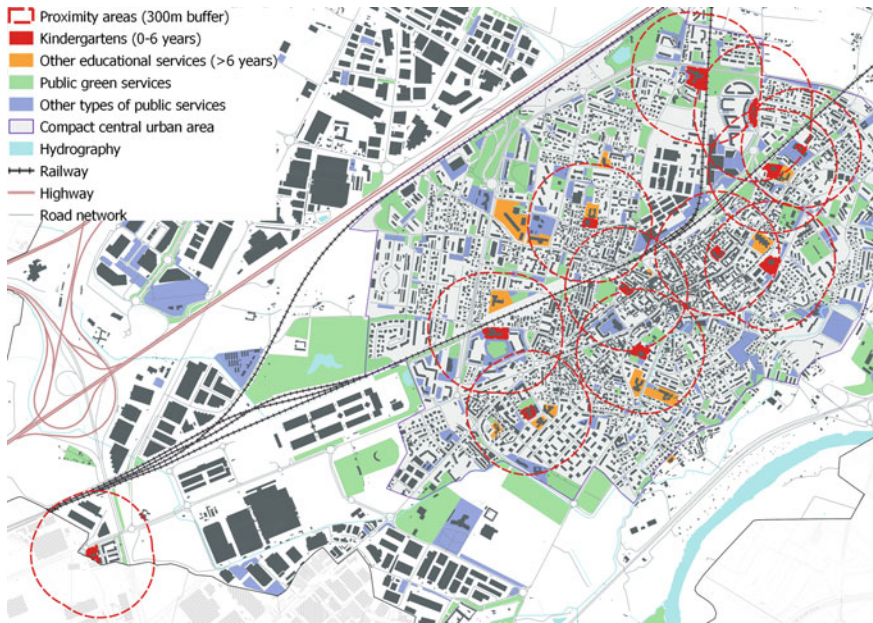 Proximity areas (300m buffer)
Kindergartens (0-6 years)
Other educational services (>6 years)
Public green services
Other types of public services
Compact central urban area
Hydrography
Railway
Highway
Road network